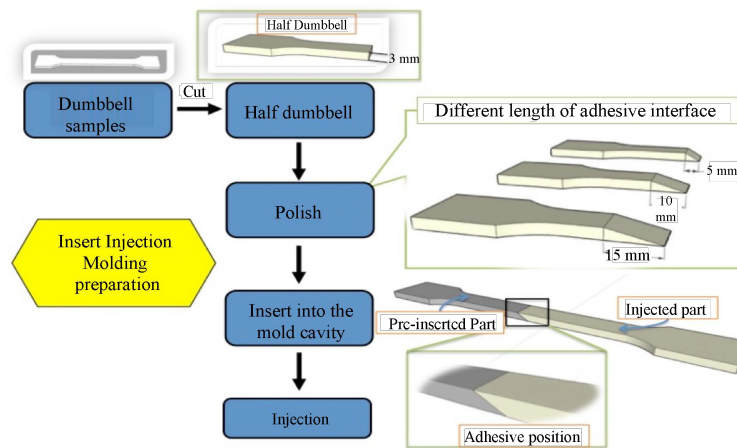 Half Dumbbell
3 mm
Dumbbell
samples
Cut
Half dumbbell
Different length of adhesive interface
5 mm
10
mm
15 mm
Polish
Insert Injection
Molding
preparation
Insert into the
mold cavity
Prc-inscrtcd Part
Injected part
Injection
Adhesive position